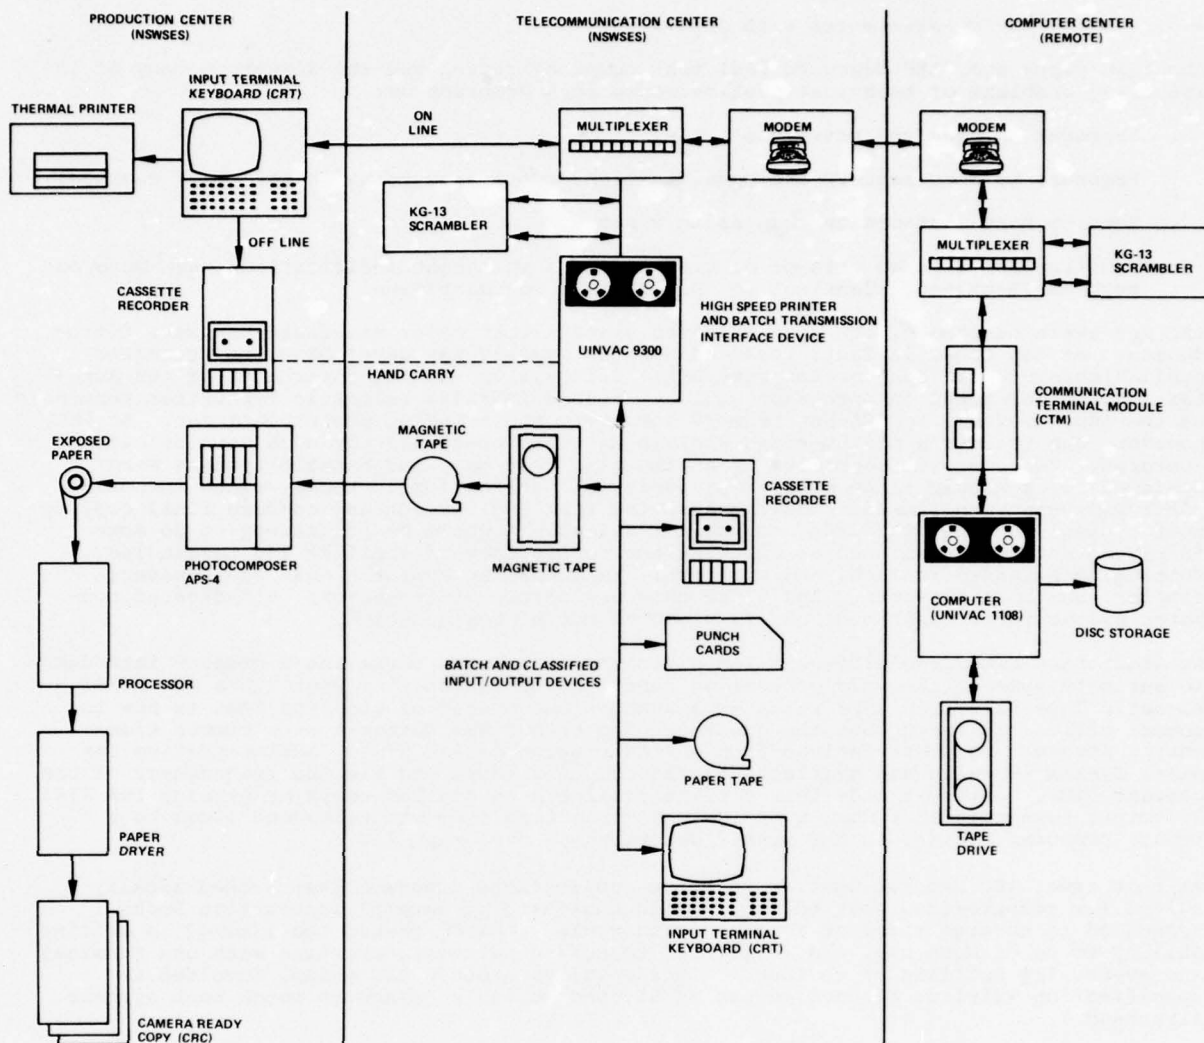 PRODUCTION CENTER
(NSWSES)
TELECOMMUNICATION CENTER
(NSWSES)
COMPUTER CENTER
(REMOTE)
THERMAL PRINTER
INPUT TERMINAL
KEYBOARD (CRT)
ON
LINE
MULTIPLEXER
MODEM
MODEM
KG-13
SCRAMBLER
OFF LINE
CASSETTE
RECORDER
HAND CARRY
UINVAC 9300
HIGH SPEED PRINTER
AND BATCH TRANSMISSION
INTERFACE DEVICE
MULTIPLEXER
KG-13
SCRAMBLER
COMMUNICATION
TERMINAL MODULE
(CTM)
EXPOSED
PAPER
PHOTOCOMPOSER
APS-4
MAGNETIC
TAPE
MAGNETIC TAPE
CASSETTE
RECORDER
COMPUTER
(UNIVAC 1108)
DISC STORAGE
PROCESSOR
BATCH AND CLASSIFIED
INPUT/OUTPUT DEVICES
PUNCH
CARDS
PAPER TAPE
TAPE
DRIVE
PAPER
DRYER
INPUT TERMINAL
KEYBOARD (CRT)
CAMERA READY
COPY (CRC)